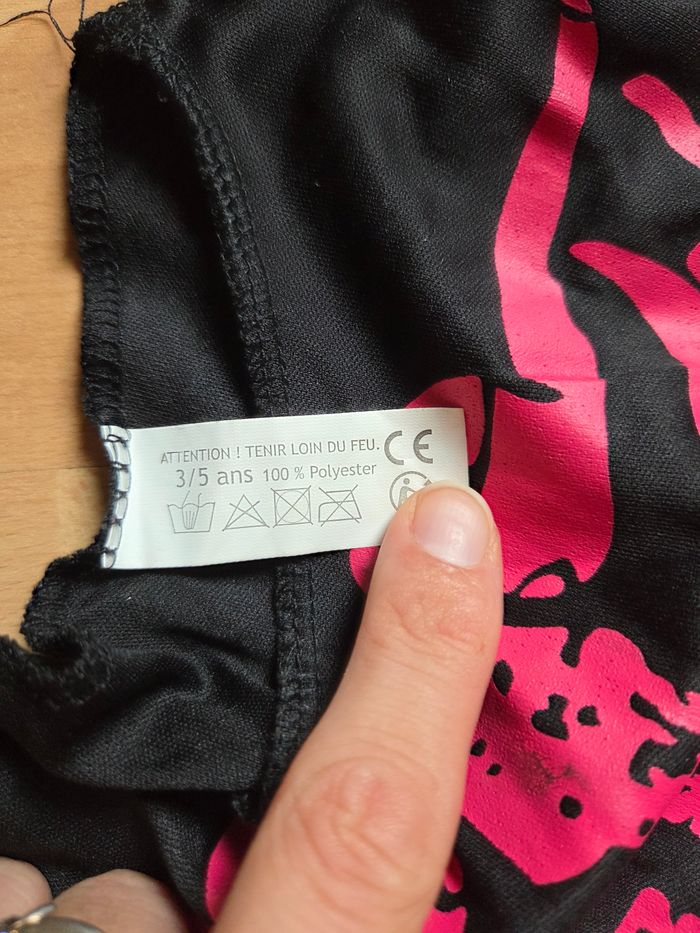 ATTENTION ! TENIR LOIN DU FEU. CE
3/5 ans 100 % Polyester